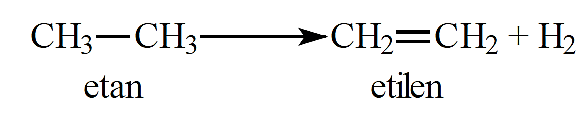 CH₃—CH₃⟶CH₂=CH₂ + H₂
etan etilen